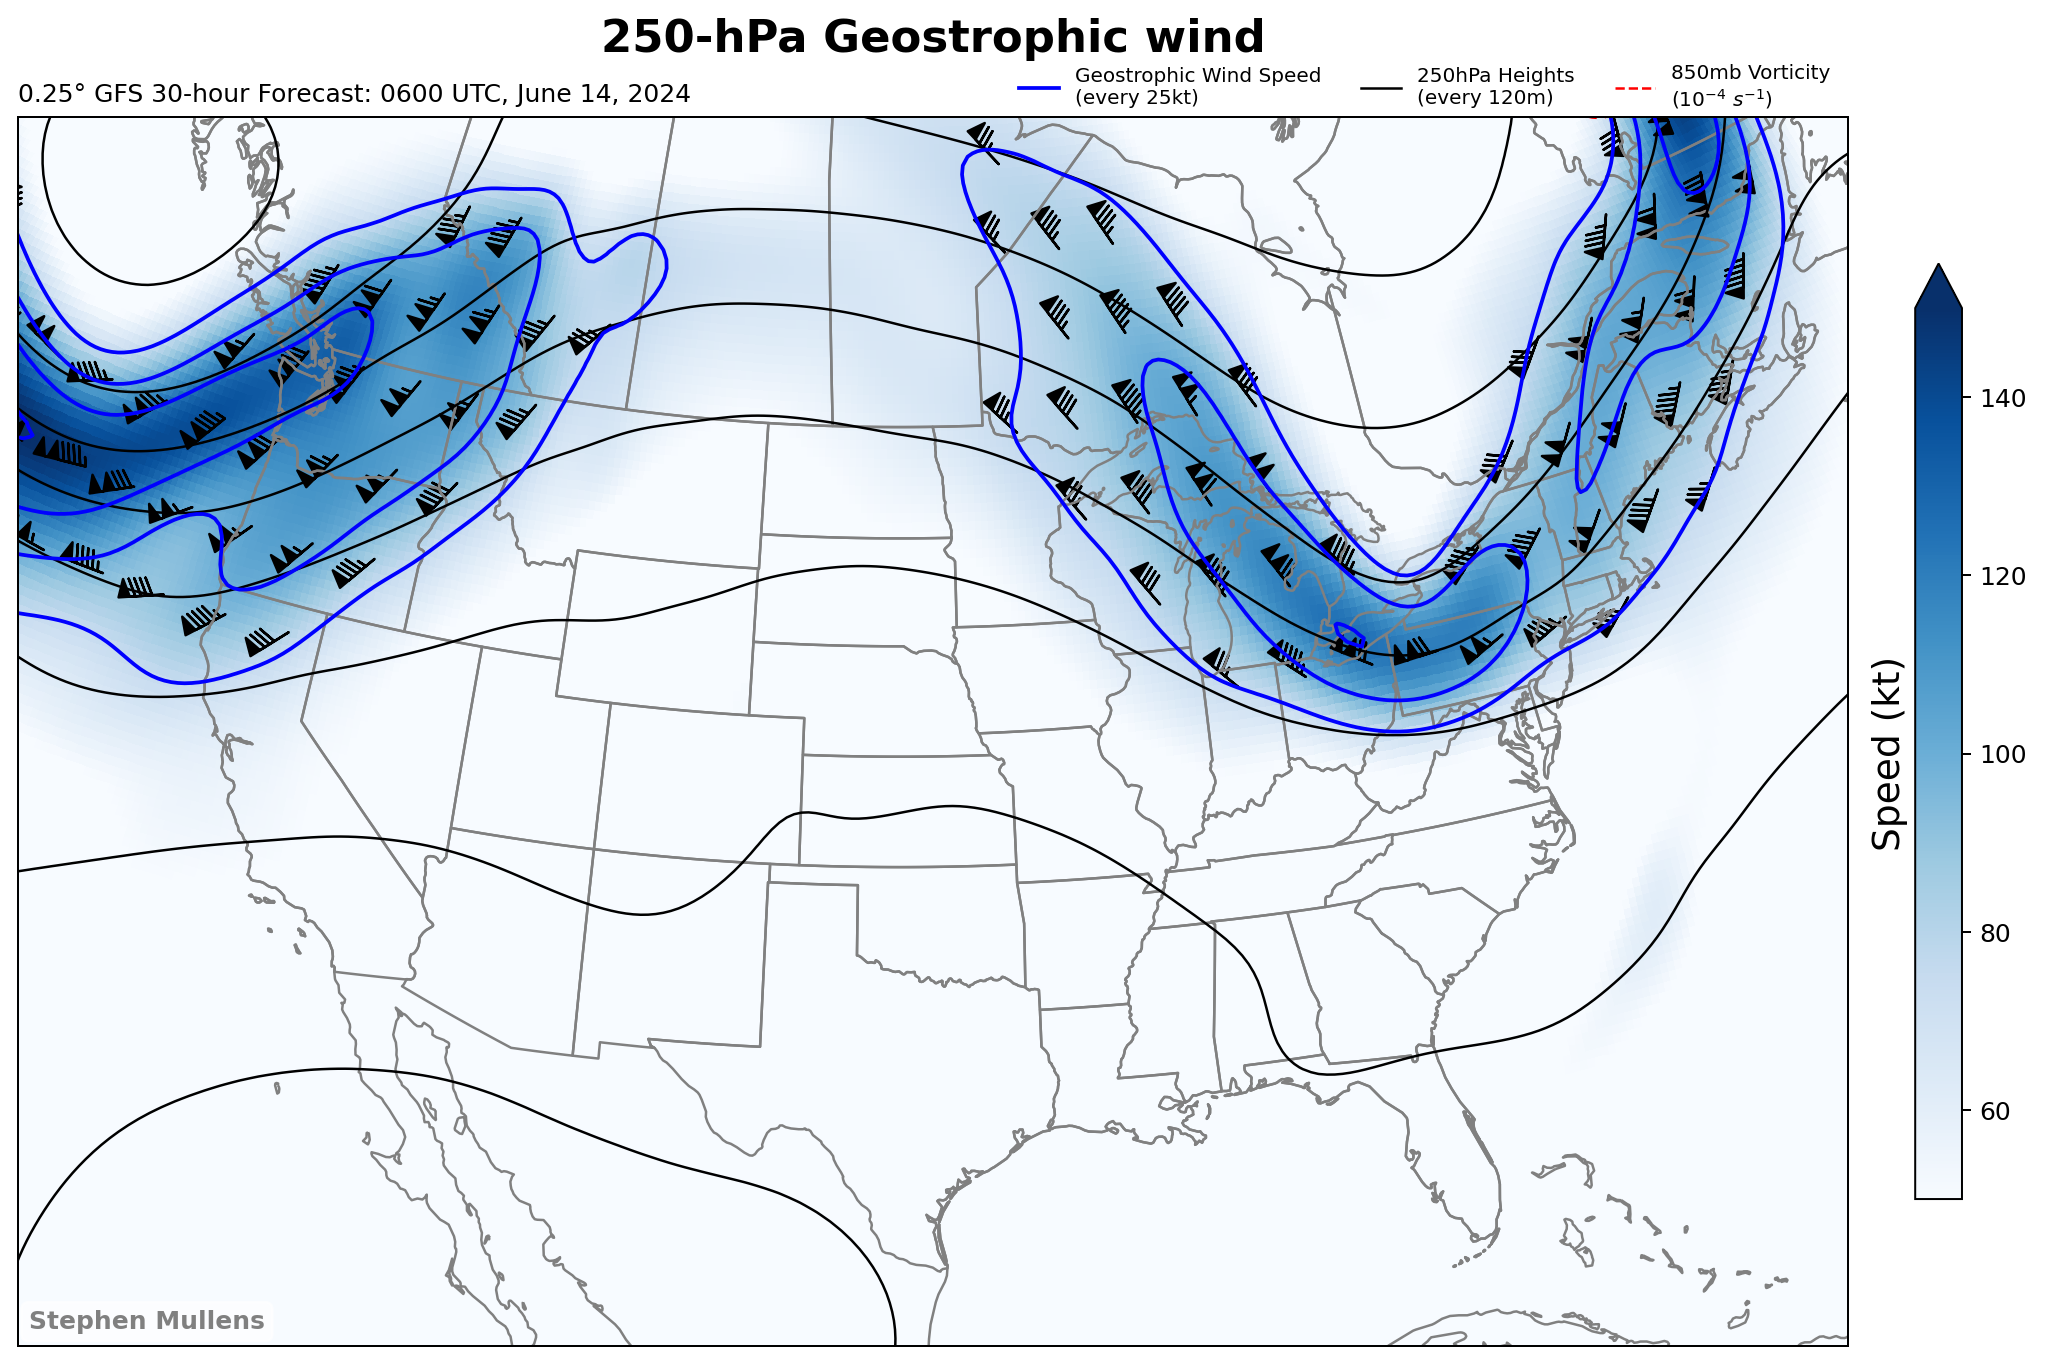 250-hPa Geostrophic wind
0.25° GFS 30-hour Forecast: 0600 UTC, June 14, 2024
Geostrophic Wind Speed
(every 25kt)
250hPa Heights
(every 120m)
850mb Vorticity
(10⁻⁴ s⁻¹)
140
120
100
80
60
Speed (kt)
Stephen Mullens